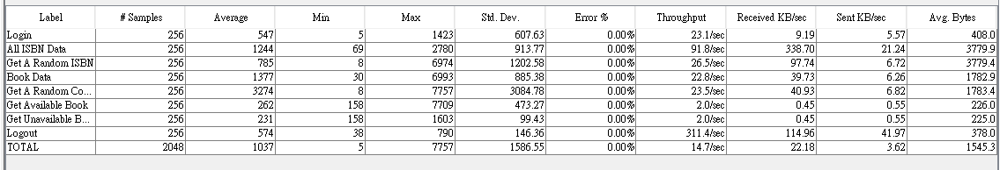 Label # Samples Average Min Max Std. Dev. Error % Throughput Received KB/sec Sent KB/sec Avg. Bytes
Login 256 547 5 1423 607.63 0.00% 23.1/sec 9.19 5.57 408.0
All ISBN Data 256 1244 69 2780 913.77 0.00% 91.8/sec 338.70 21.24 3779.9
Get A Random ISBN 256 785 8 6974 1202.58 0.00% 26.5/sec 97.74 6.72 3779.4
Book Data 256 1377 30 6993 885.38 0.00% 22.8/sec 39.73 6.26 1782.9
Get A Random Co... 256 3274 8 7757 3084.78 0.00% 23.5/sec 40.93 6.82 1783.4
Get Available Book 256 262 158 7709 473.27 0.00% 2.0/sec 0.45 0.55 226.0
Get Unavailable B... 256 231 158 1603 99.43 0.00% 2.0/sec 0.45 0.55 225.0
Logout 256 574 38 790 146.36 0.00% 311.4/sec 114.96 41.97 378.0
TOTAL 2048 1037 5 7757 1586.55 0.00% 14.7/sec 22.18 3.62 1545.3